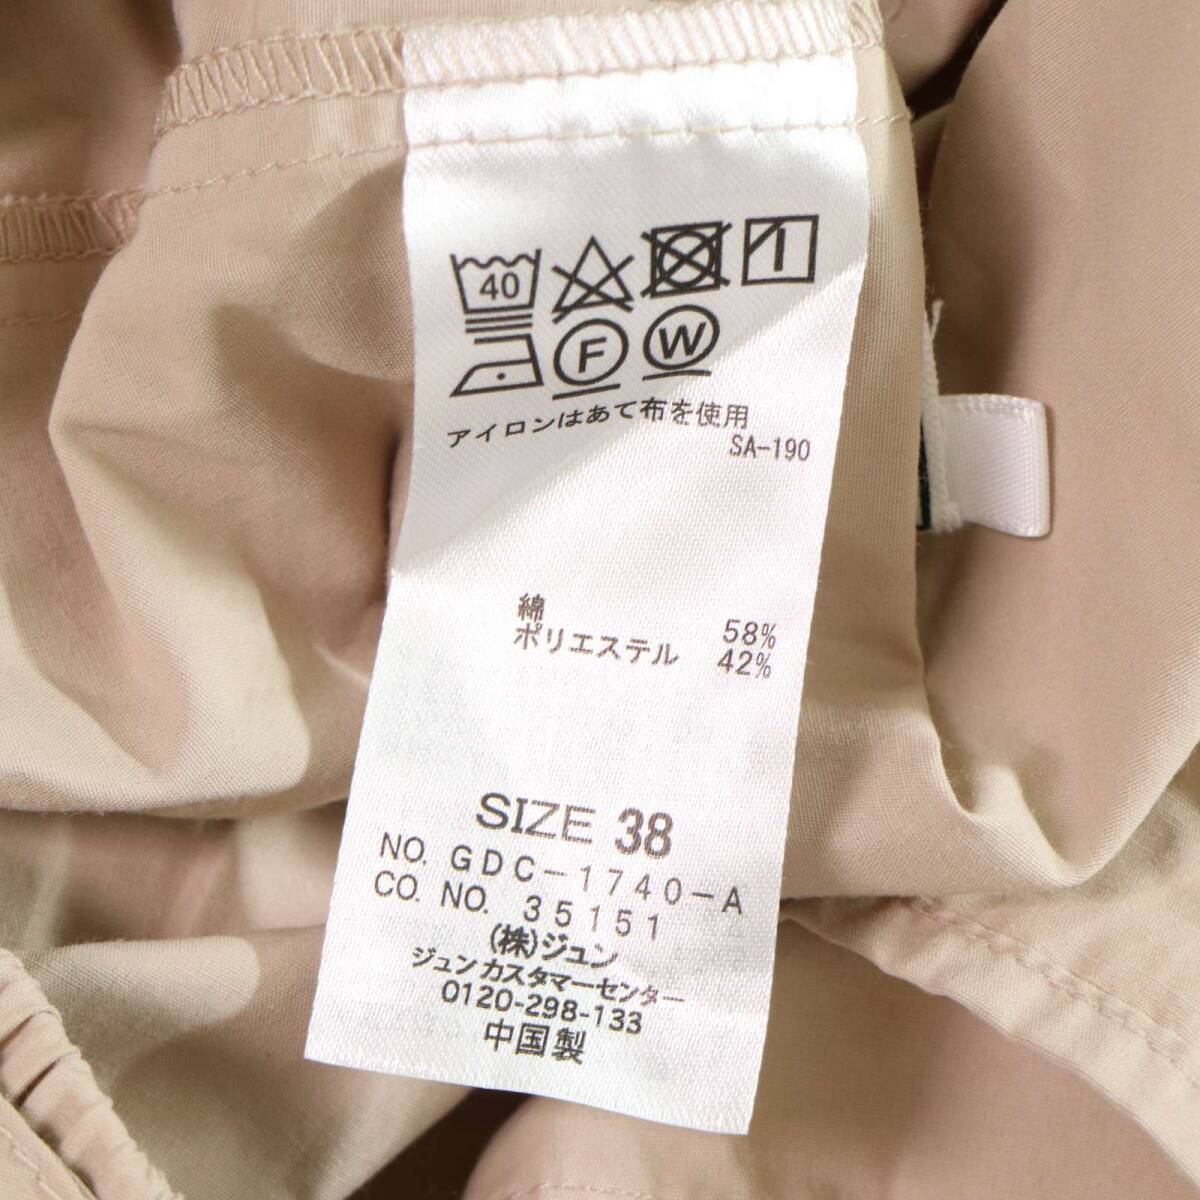 40
F W
アイロンはあて布を使用
SA-190
綿 58%
ポリエステル 42%
SIZE 38
NO. GDC-1740-A
CO. NO. 35151
(株)ジュン
ジュンカスタマーセンター
0120-298-133
中国製